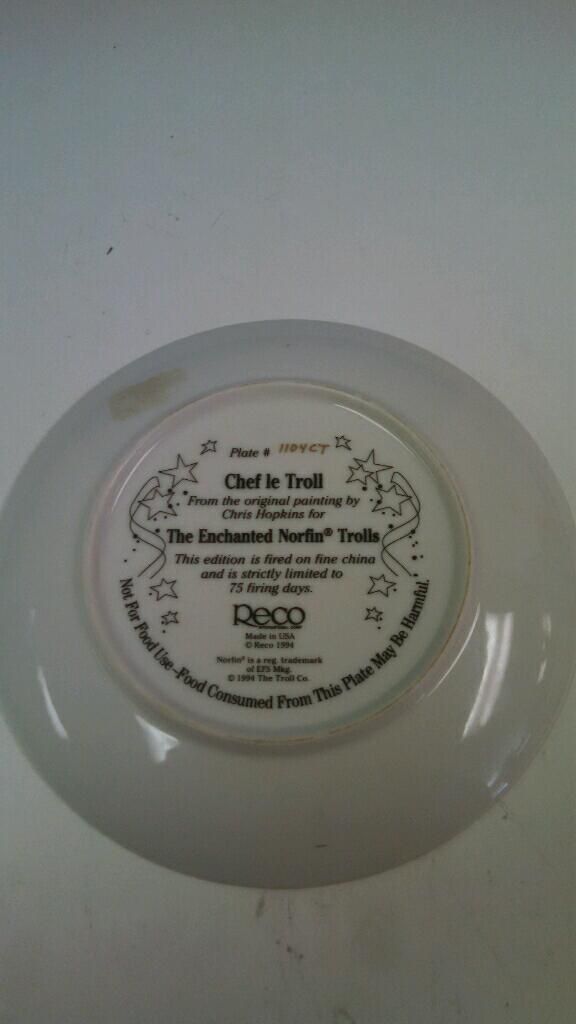 Plate # 1104CT
Chef le Troll
From the original painting by
Chris Hopkins for
The Enchanted Norfin® Trolls
This edition is fired on fine china
and is strictly limited to
75 firing days.
Reco
Made in USA
© Reco 1994
Norfin® is a reg. trademark
of EFS Mkg.
© 1994 The Troll Co.
Not For Food Use-Food Consumed From This Plate May Be Harmful.